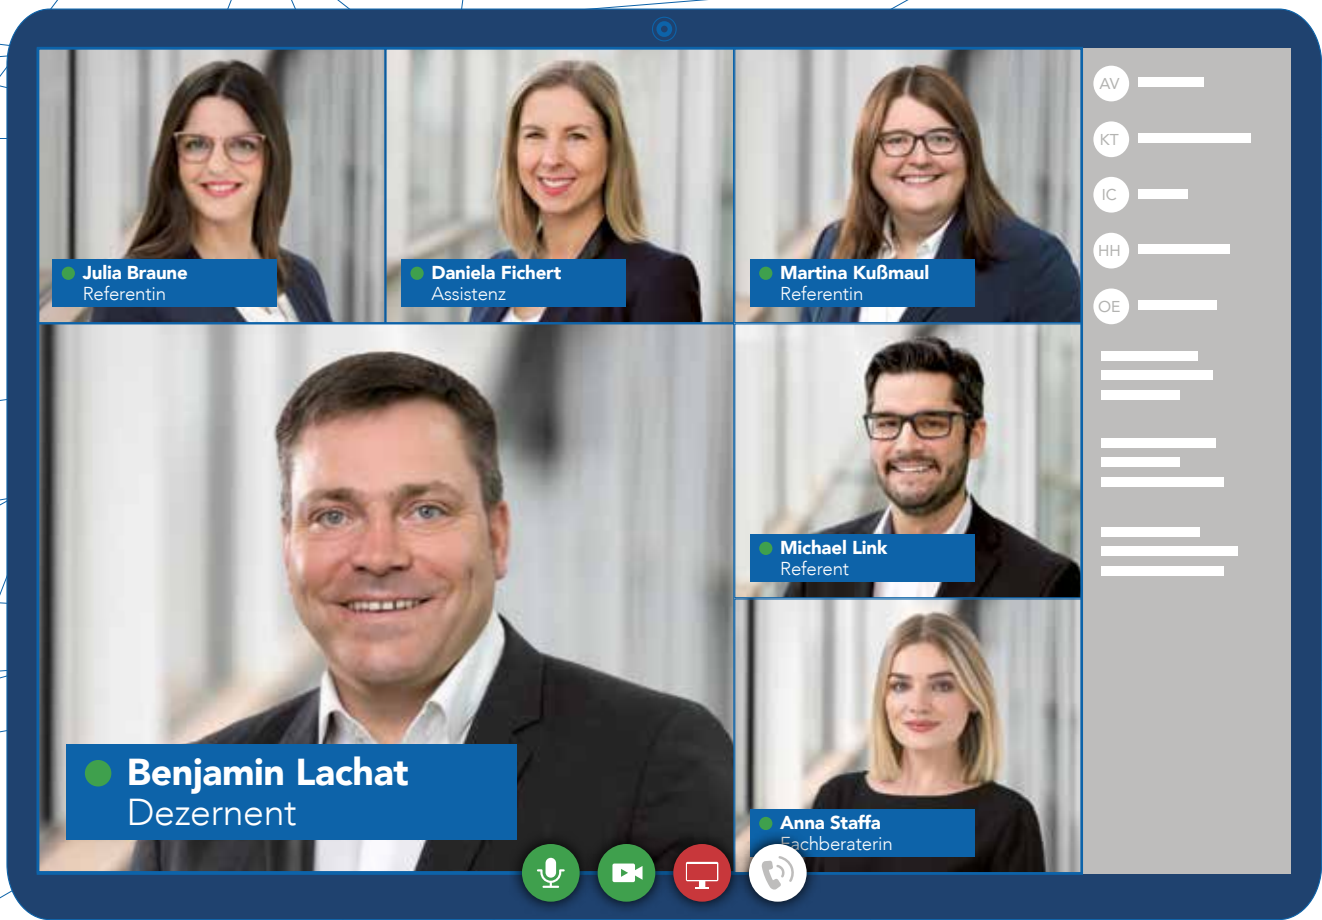 Julia Braune
Referentin
Daniela Fichert
Assistenz
Martina Kußmaul
Referentin
AV
KT
IC
HH
OE
Benjamin Lachat
Dezernent
Michael Link
Referent
Anna Staffa
Fachberaterin